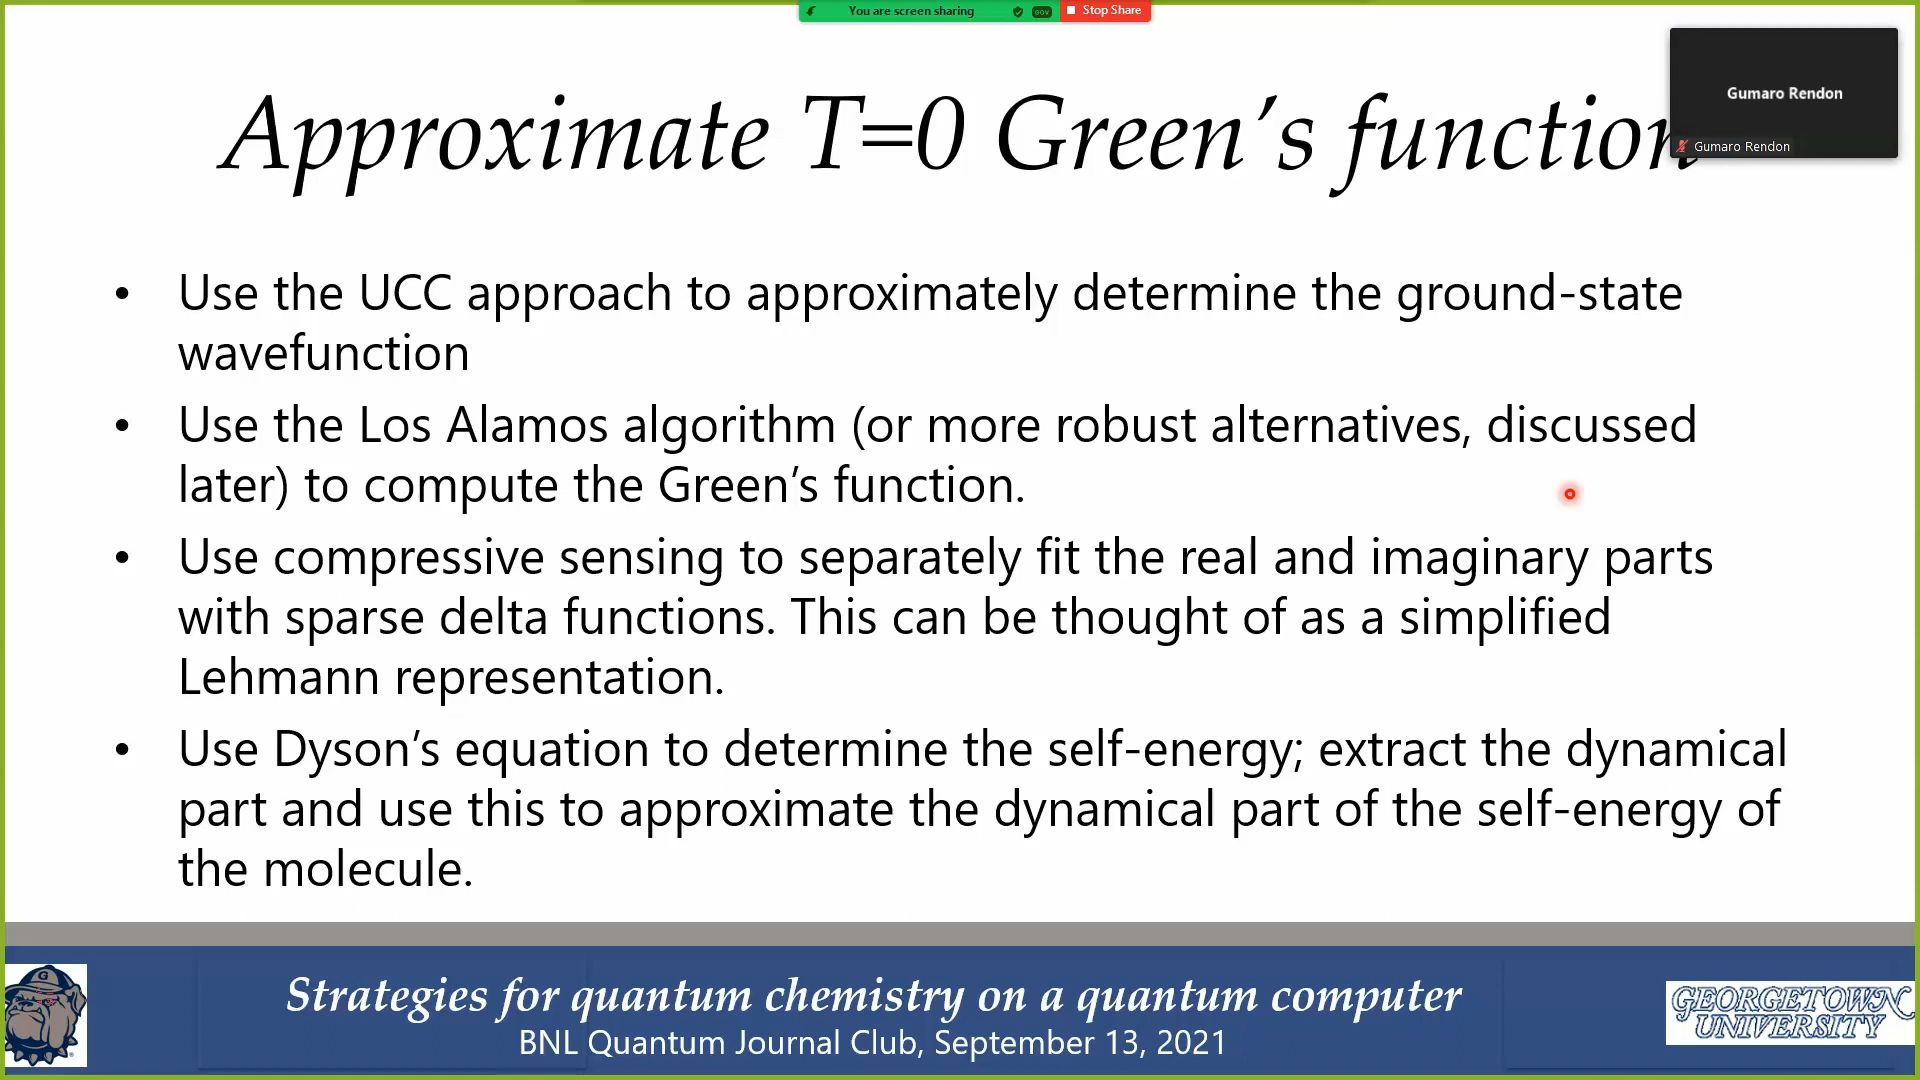 You are screen sharing GOV Stop Share
Gumaro Rendon
Gumaro Rendon
Approximate T=0 Green’s function
• Use the UCC approach to approximately determine the ground-state
wavefunction
• Use the Los Alamos algorithm (or more robust alternatives, discussed
later) to compute the Green’s function.
• Use compressive sensing to separately fit the real and imaginary parts
with sparse delta functions. This can be thought of as a simplified
Lehmann representation.
• Use Dyson’s equation to determine the self-energy; extract the dynamical
part and use this to approximate the dynamical part of the self-energy of
the molecule.
G
Strategies for quantum chemistry on a quantum computer
BNL Quantum Journal Club, September 13, 2021
GEORGETOWN
UNIVERSITY